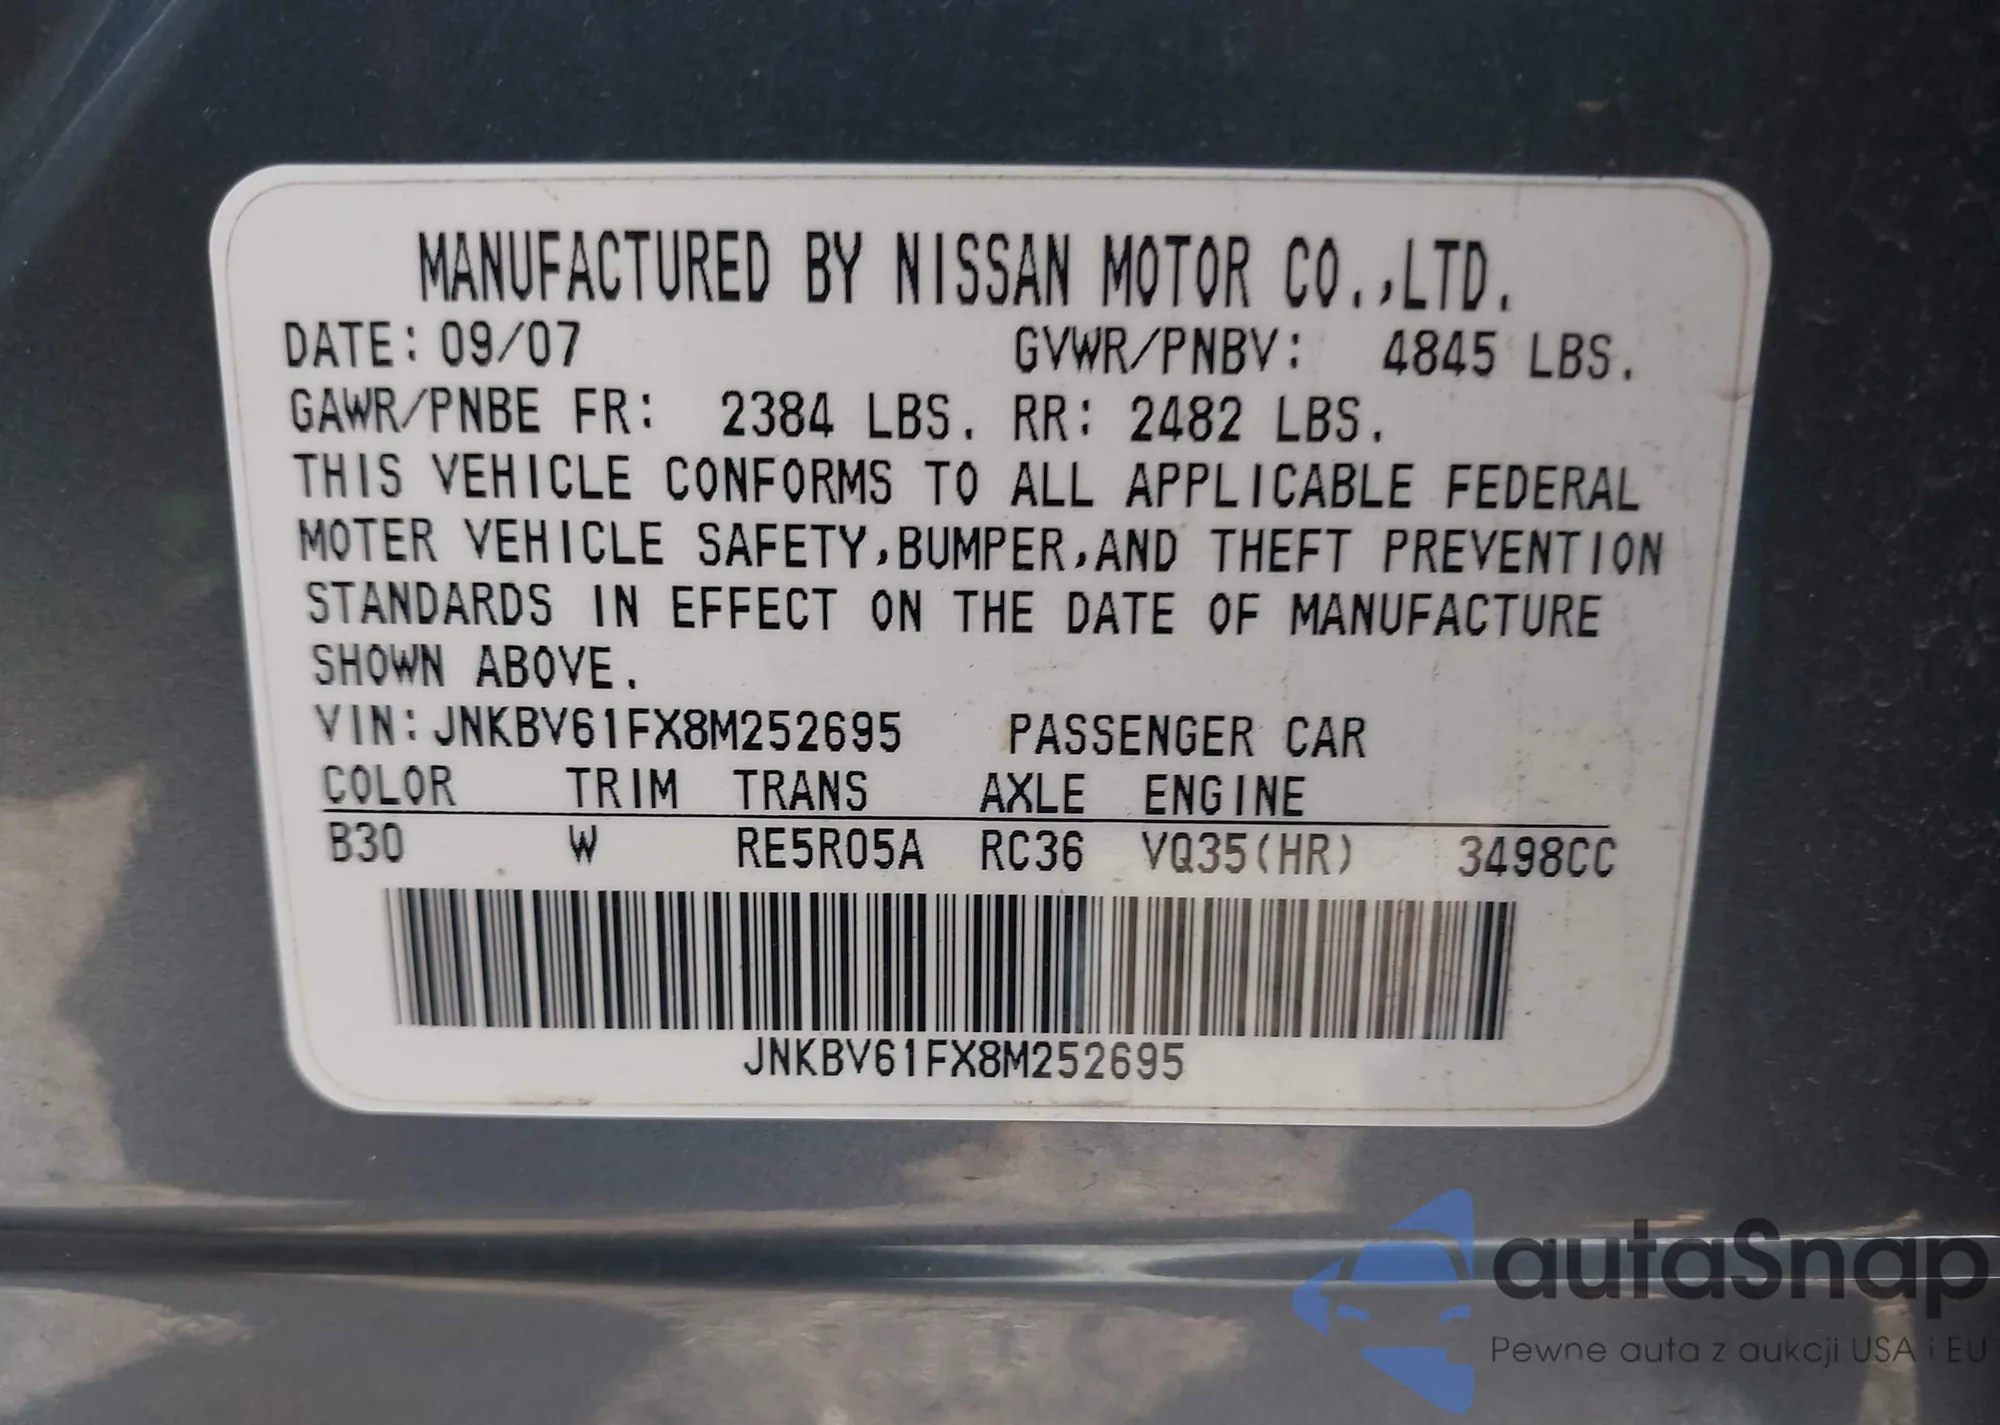 MANUFACTURED BY NISSAN MOTOR CO.,LTD.
DATE: 09/07 GVWR/PNBV: 4845 LBS.
GAWR/PNBE FR: 2384 LBS. RR: 2482 LBS.
THIS VEHICLE CONFORMS TO ALL APPLICABLE FEDERAL
MOTER VEHICLE SAFETY,BUMPER,AND THEFT PREVENTION
STANDARDS IN EFFECT ON THE DATE OF MANUFACTURE
SHOWN ABOVE.
VIN: JNKBV61FX8M252695 PASSENGER CAR
COLOR TRIM TRANS AXLE ENGINE
B30 W RE5R05A RC36 VQ35(HR) 3498CC
JNKBV61FX8M252695
autaSnap
Pewne auta z aukcji USA i EU